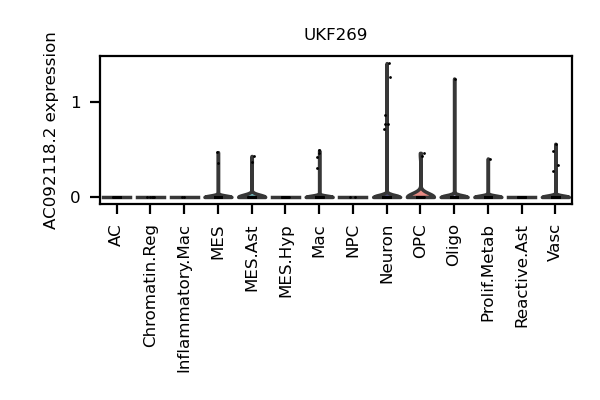 UKF269
AC092118.2 expression
1
0
AC
Chromatin.Reg
Inflammatory.Mac
MES
MES.Ast
MES.Hyp
Mac
NPC
Neuron
OPC
Oligo
Prolif.Metab
Reactive.Ast
Vasc